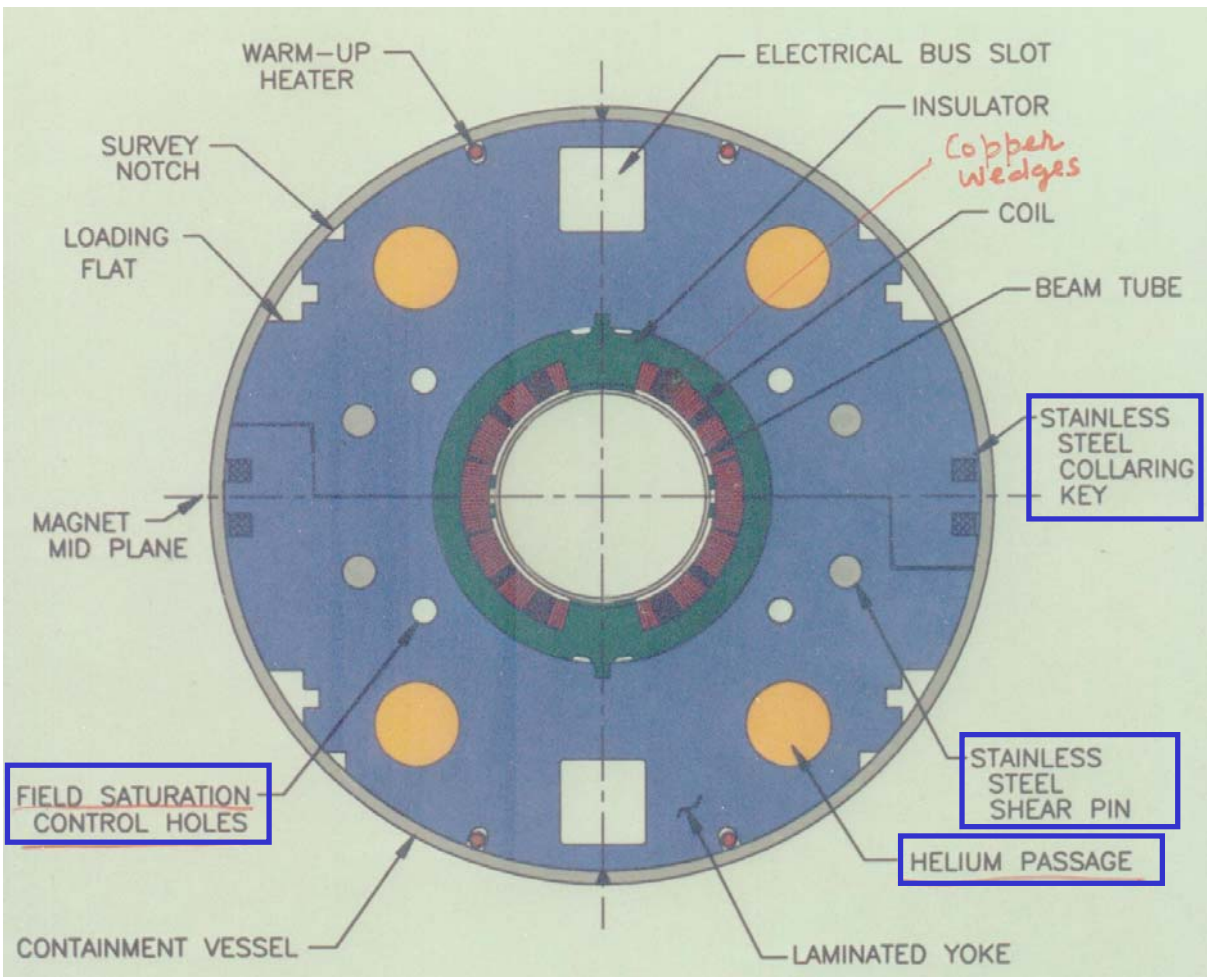 WARM-UP
HEATER
ELECTRICAL BUS SLOT
INSULATOR
Copper
Wedges
SURVEY
NOTCH
COIL
LOADING
FLAT
BEAM TUBE
STAINLESS
STEEL
COLLARING
KEY
MAGNET
MID PLANE
STAINLESS
STEEL
SHEAR PIN
FIELD SATURATION
CONTROL HOLES
HELIUM PASSAGE
CONTAINMENT VESSEL
LAMINATED YOKE